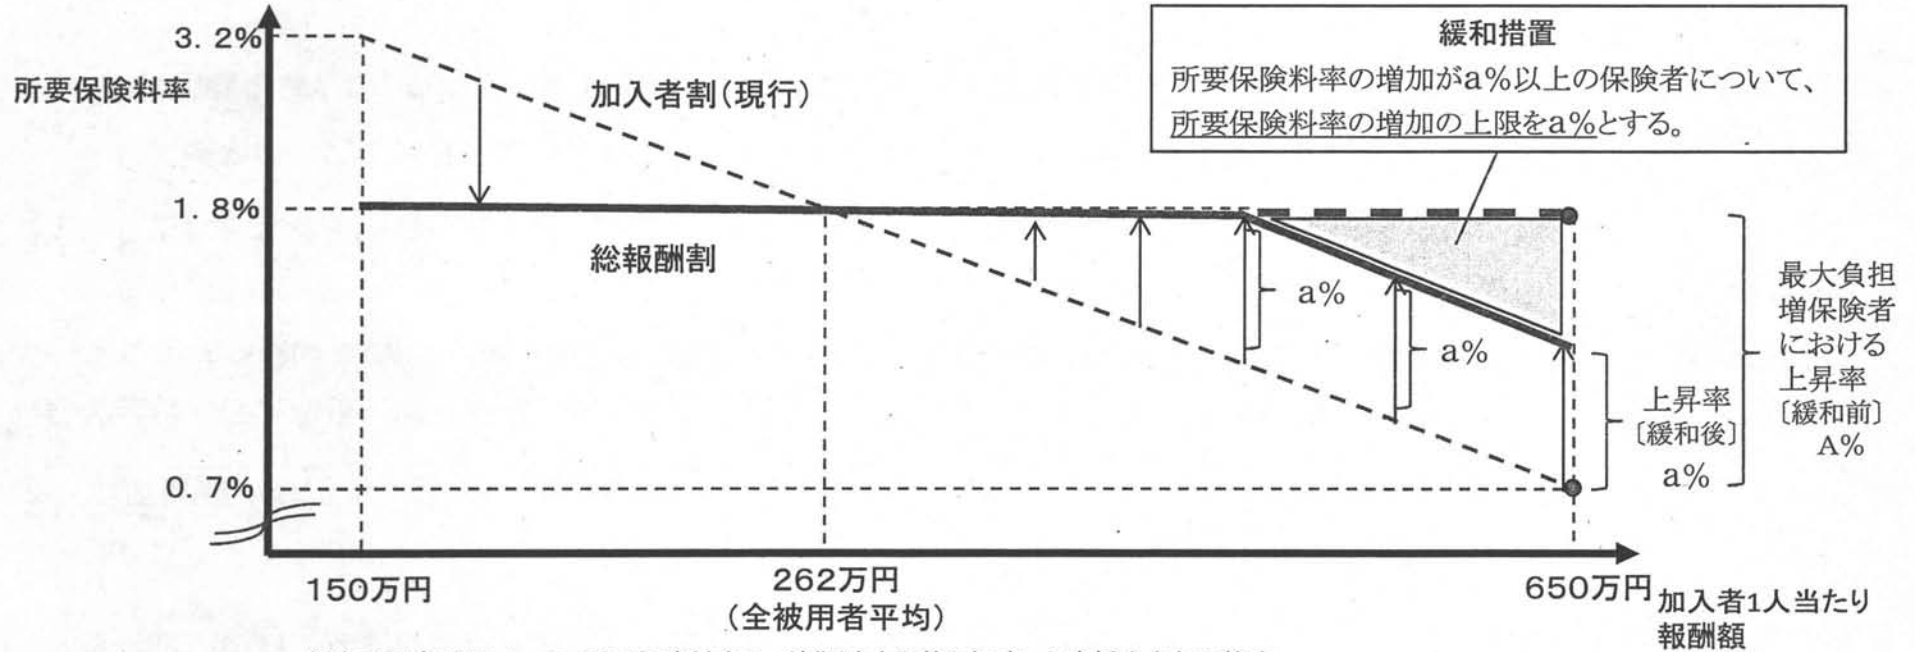 緩和措置
所要保険料率の増加がa%以上の保険者について、
所要保険料率の増加の上限をa%とする。
3.2%
所要保険料率
加入者割(現行)
1.8%
総報酬割
a%
a%
最大負担
増保険者
における
上昇率
〔緩和前〕
A%
上昇率
〔緩和後〕
a%
0.7%
150万円
262万円
(全被用者平均)
650万円
加入者1人当たり
報酬額